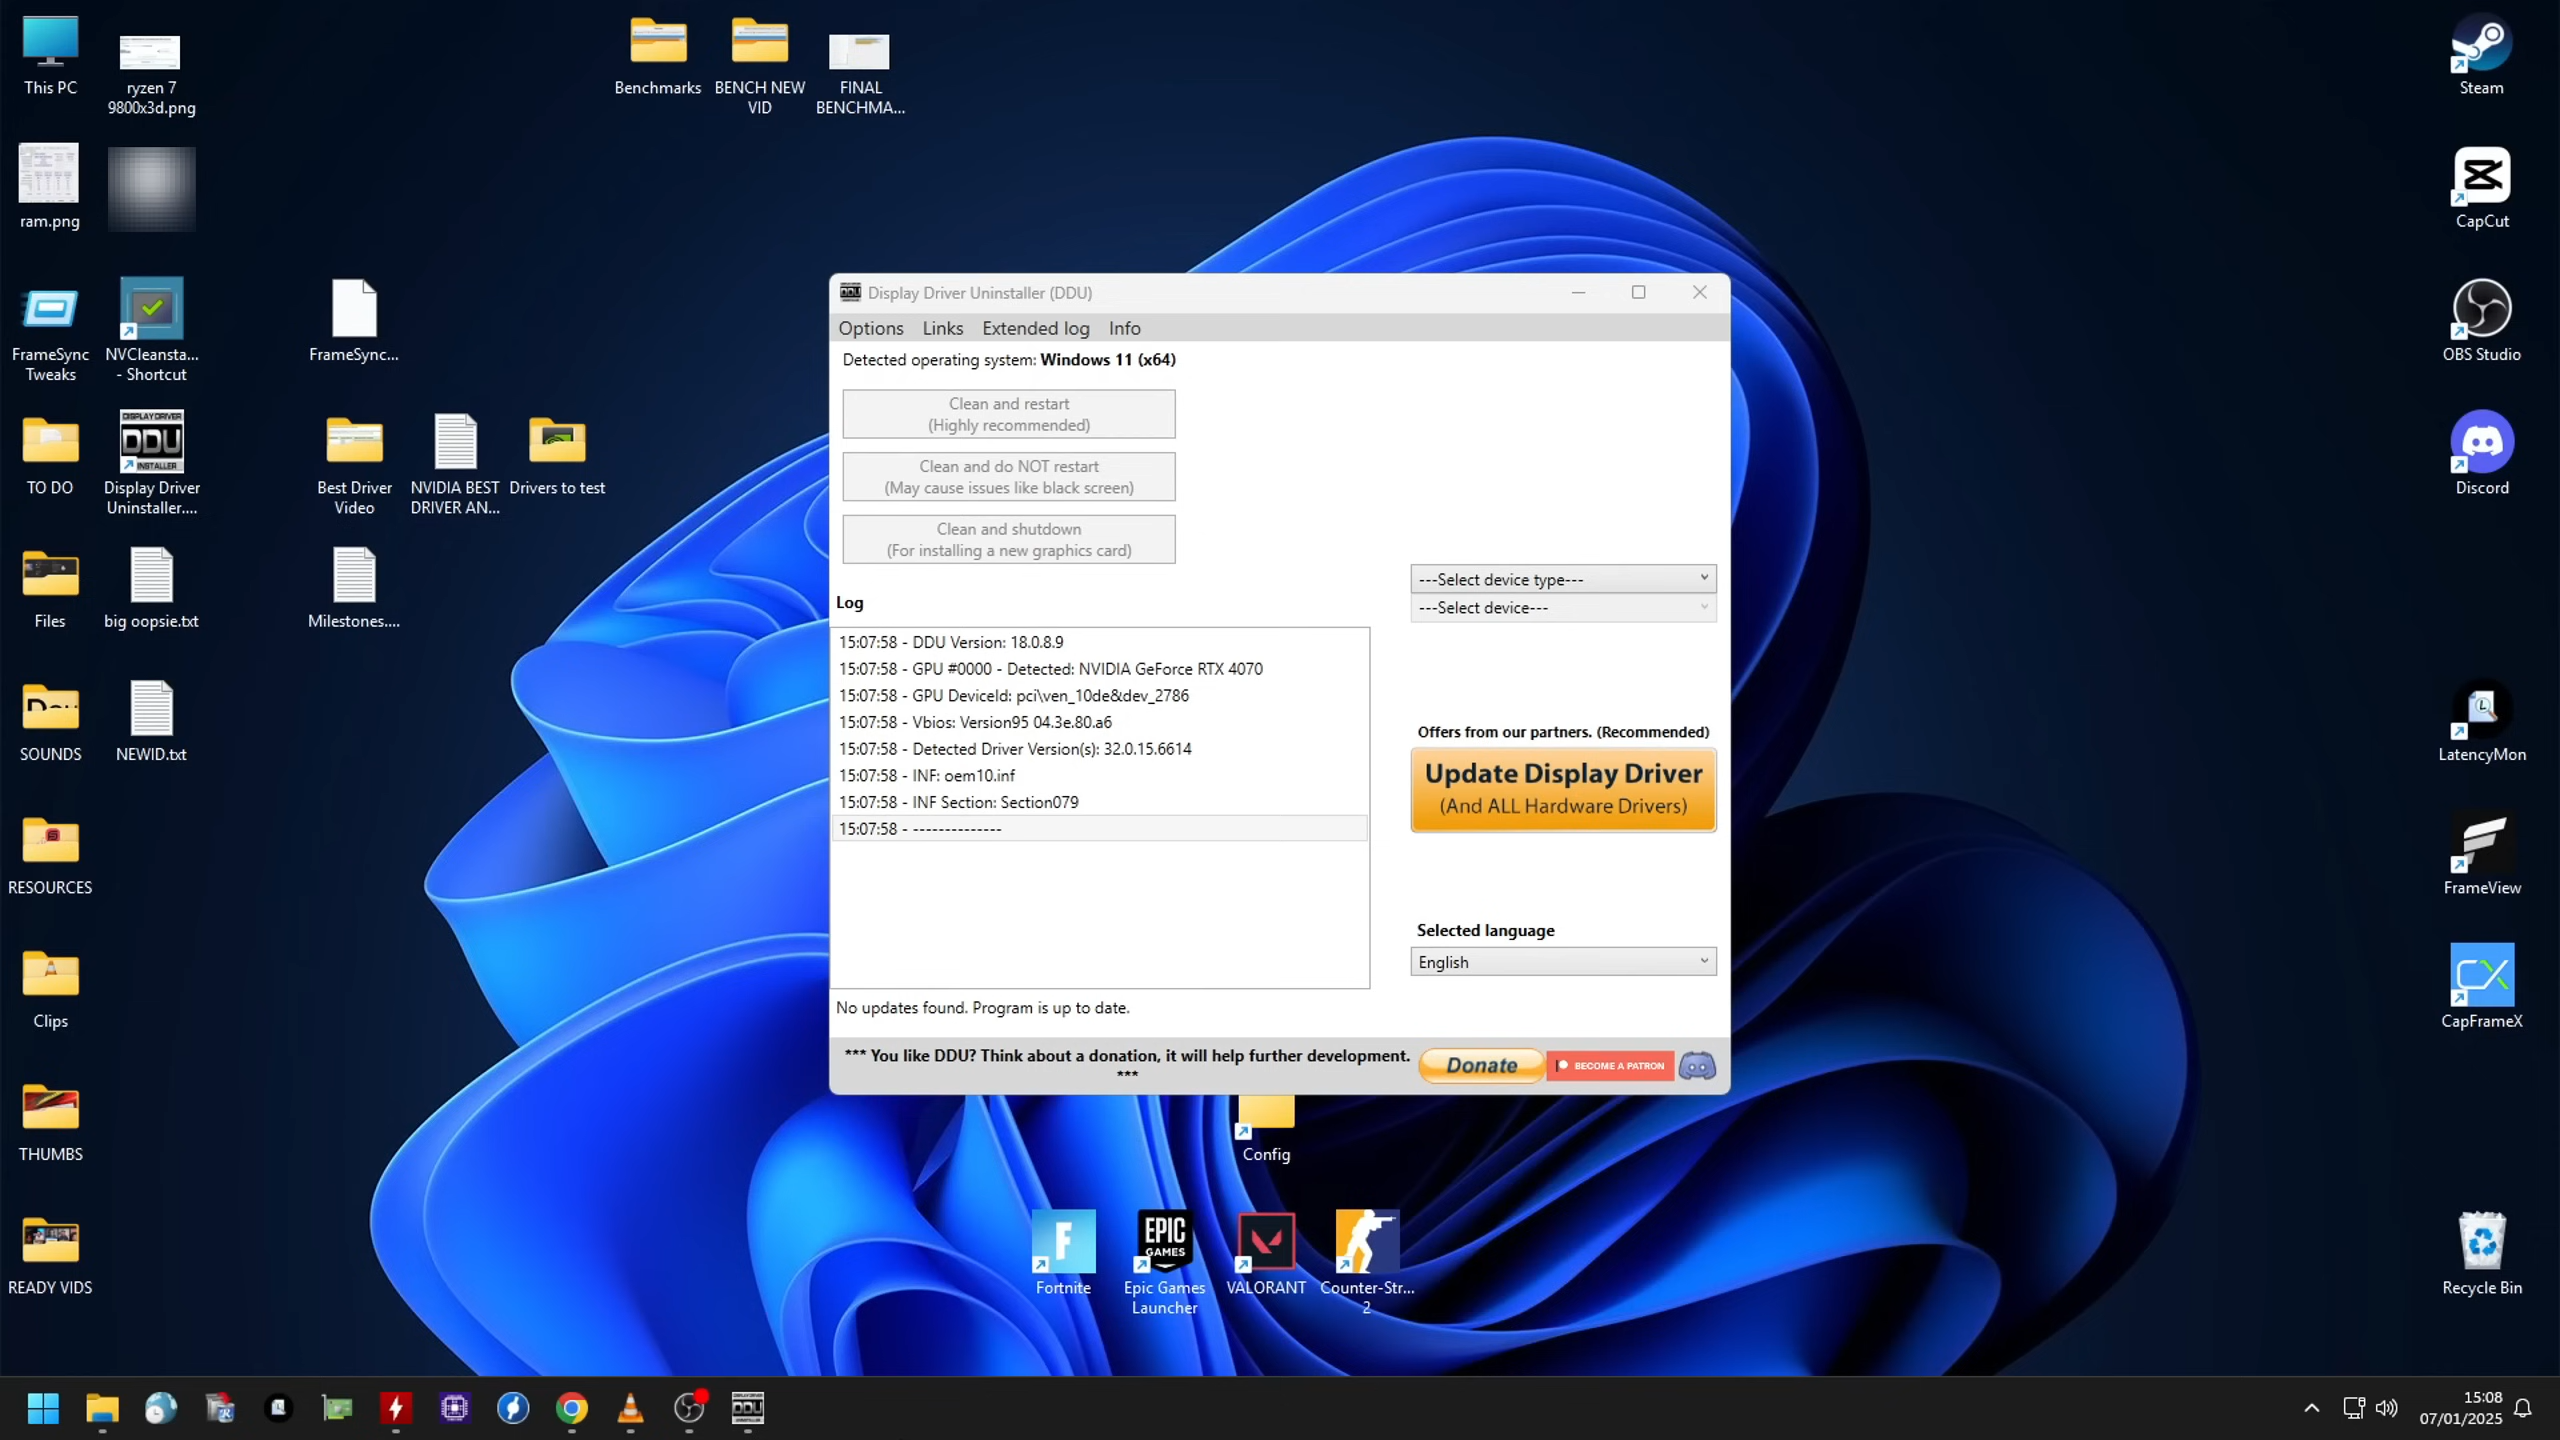 This PC
ryzen 7
9800x3d.png
Benchmarks
BENCH NEW
VID
FINAL
BENCHMA...
Steam
ram.png
CapCut
FrameSync
Tweaks
NVCleansta...
- Shortcut
FrameSync...
OBS Studio
TO DO
DISPLAY DRIVER
DDU
INSTALLER
Display Driver
Uninstaller....
Best Driver
Video
NVIDIA BEST
DRIVER AN...
Drivers to test
Discord
Files
big oopsie.txt
Milestones....
SOUNDS
NEWID.txt
LatencyMon
RESOURCES
FrameView
Clips
CX
CapFrameX
THUMBS
READY VIDS
Recycle Bin
DDU
Display Driver Uninstaller (DDU)
Options
Links
Extended log
Info
Detected operating system: Windows 11 (x64)
Clean and restart
(Highly recommended)
Clean and do NOT restart
(May cause issues like black screen)
Clean and shutdown
(For installing a new graphics card)
---Select device type---
---Select device---
Log
15:07:58 - DDU Version: 18.0.8.9
15:07:58 - GPU #0000 - Detected: NVIDIA GeForce RTX 4070
15:07:58 - GPU DeviceId: pci\ven_10de&dev_2786
15:07:58 - Vbios: Version95 04.3e.80.a6
15:07:58 - Detected Driver Version(s): 32.0.15.6614
15:07:58 - INF: oem10.inf
15:07:58 - INF Section: Section079
15:07:58 - --------------
Offers from our partners. (Recommended)
Update Display Driver
(And ALL Hardware Drivers)
Selected language
English
No updates found. Program is up to date.
*** You like DDU? Think about a donation, it will help further development.
***
Donate
BECOME A PATRON
Config
F
Fortnite
EPIC
GAMES
Epic Games
Launcher
VALORANT
Counter-Str...
2
DDU
15:08
07/01/2025